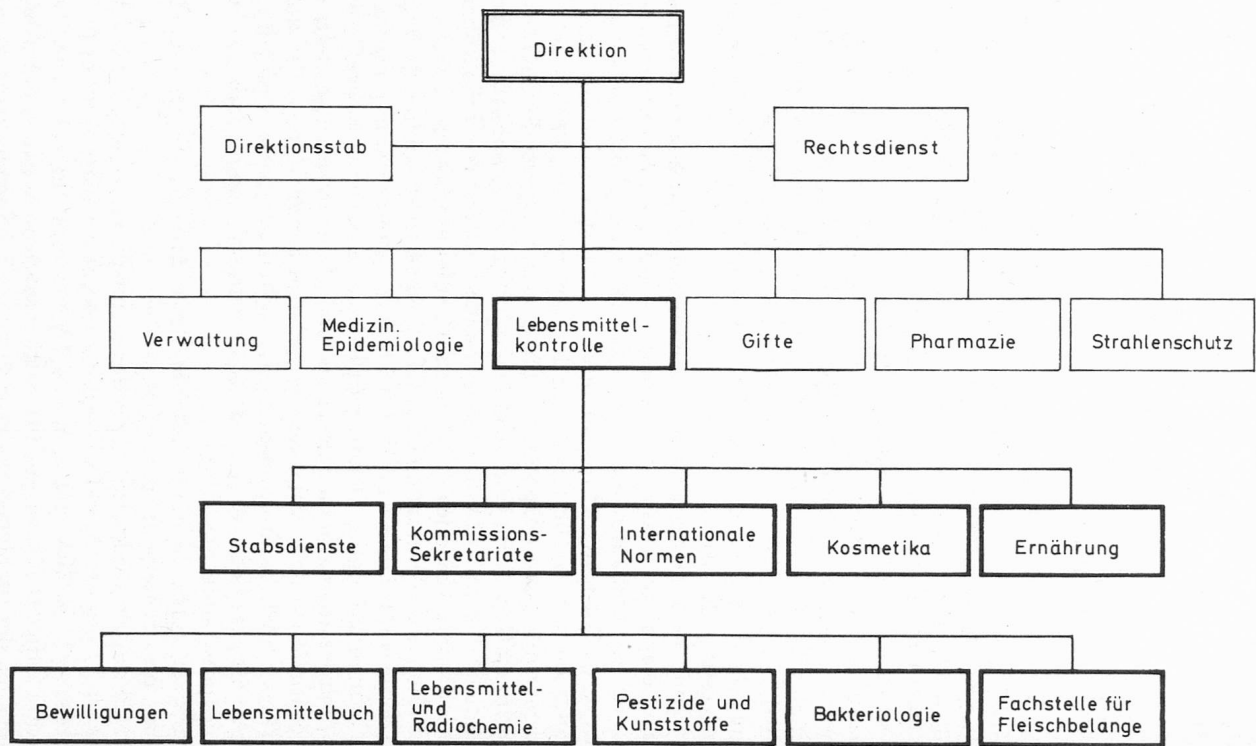 Direktion
Direktionsstab
Rechtsdienst
Verwaltung
Medizin.
Epidemiologie
Lebensmittel-
kontrolle
Gifte
Pharmazie
Strahlenschutz
Stabsdienste
Kommissions-
Sekretariate
Internationale
Normen
Kosmetika
Ernährung
Bewilligungen
Lebensmittelbuch
Lebensmittel-
und
Radiochemie
Pestizide und
Kunststoffe
Bakteriologie
Fachstelle für
Fleischbelange